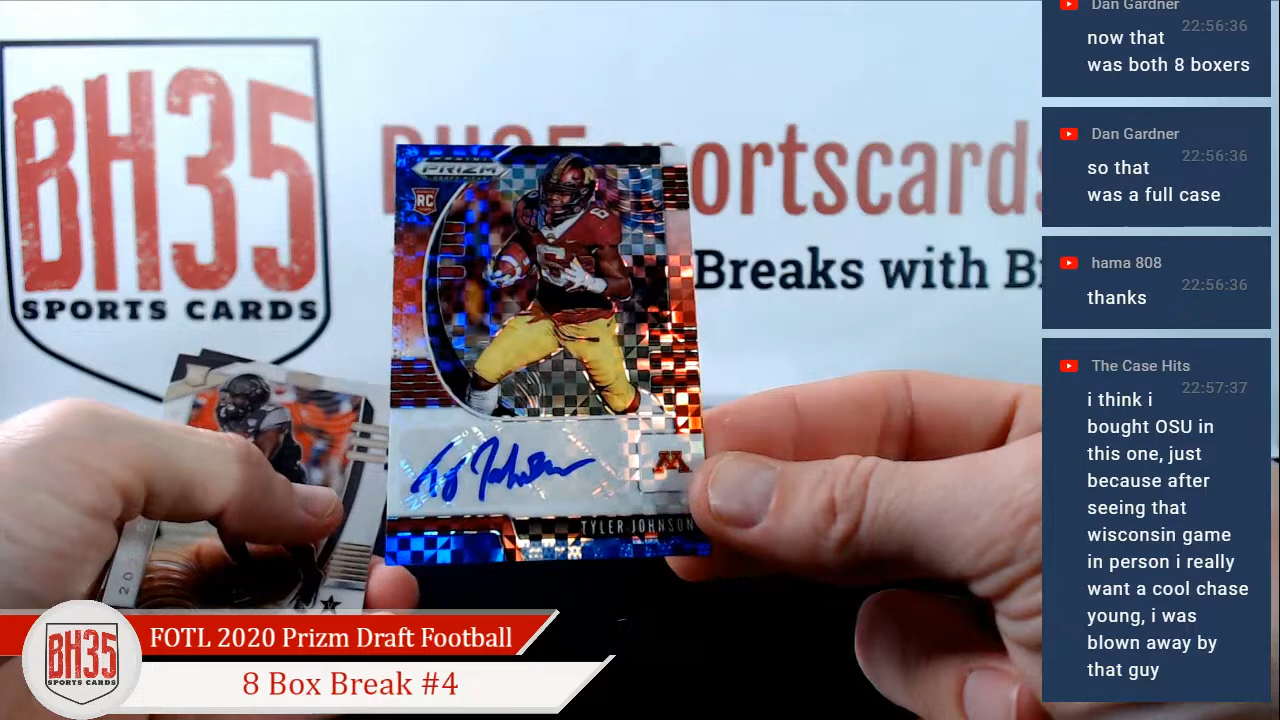 BH35
SPORTS CARDS
BH35sportscards
Breaks with B
PRIZM
RC
Ty Johnson
M
TYLER JOHNSON
20
BH35
SPORTS CARDS
FOTL 2020 Prizm Draft Football
8 Box Break #4
Dan Gardner
22:56:36
now that
was both 8 boxers
Dan Gardner
22:56:36
so that
was a full case
hama 808
22:56:36
thanks
The Case Hits
22:57:37
i think i
bought OSU in
this one, just
because after
seeing that
wisconsin game
in person i really
want a cool chase
young, i was
blown away by
that guy